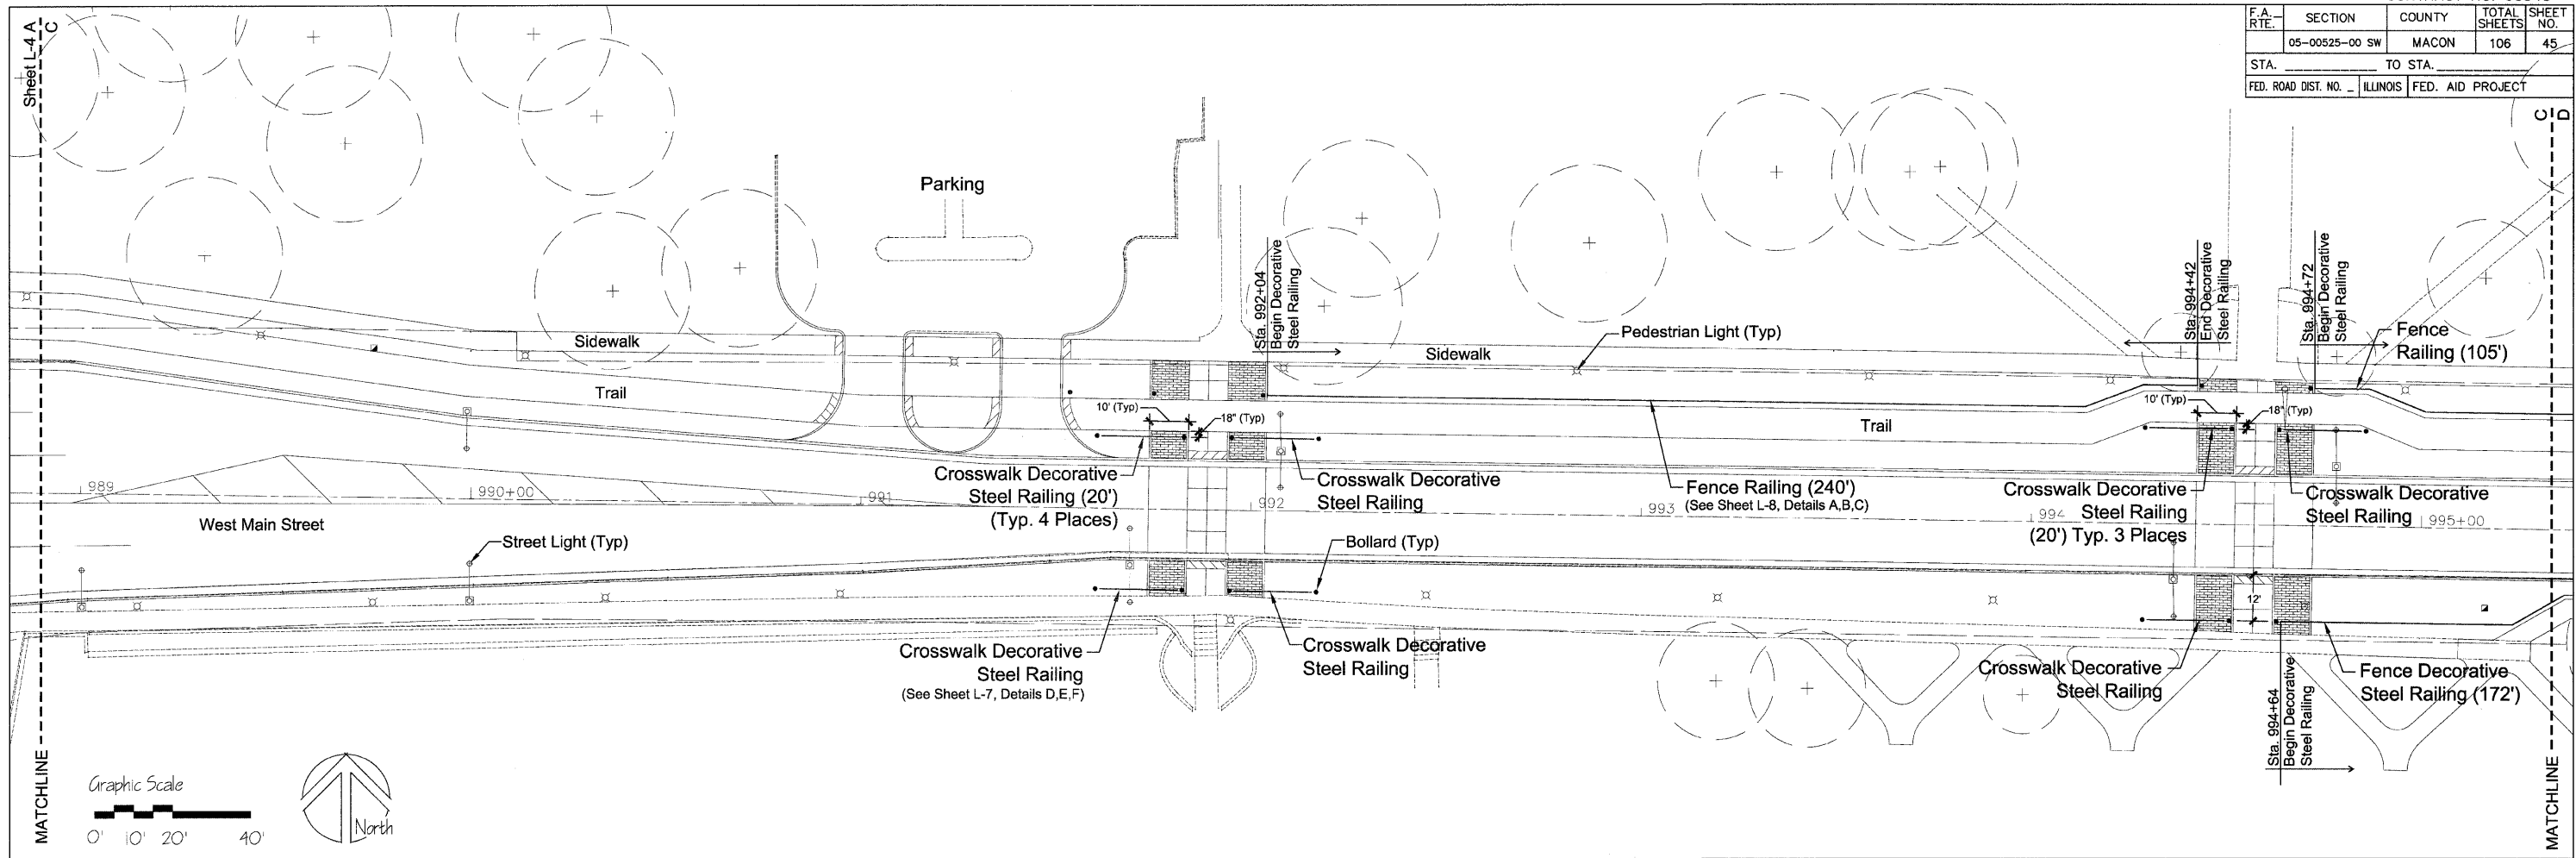 F.A.
RTE.
SECTION
COUNTY
TOTAL
SHEETS
SHEET
NO.
05-00525-00 SW
MACON
106
45
STA. __________ TO STA. __________
FED. ROAD DIST. NO. _
ILLINOIS
FED. AID PROJECT
Sheet L-4 A
C
C
D
Parking
Sta. 992+04
Begin Decorative
Steel Railing
Sta. 994+42
End Decorative
Steel Railing
Sta. 994+72
Begin Decorative
Steel Railing
Sidewalk
Pedestrian Light (Typ)
Sidewalk
Fence
Railing (105')
Trail
10' (Typ)
18" (Typ)
Trail
10' (Typ)
18" (Typ)
Crosswalk Decorative
Steel Railing (20')
(Typ. 4 Places)
Crosswalk Decorative
Steel Railing
Fence Railing (240')
(See Sheet L-8, Details A,B,C)
Crosswalk Decorative
Steel Railing
(20') Typ. 3 Places
Crosswalk Decorative
Steel Railing
989
990+00
991
992
993
994
995+00
West Main Street
Street Light (Typ)
Bollard (Typ)
12'
Crosswalk Decorative
Steel Railing
(See Sheet L-7, Details D,E,F)
Crosswalk Decorative
Steel Railing
Crosswalk Decorative
Steel Railing
Fence Decorative
Steel Railing (172')
Sta. 994+64
Begin Decorative
Steel Railing
MATCHLINE
MATCHLINE
Graphic Scale
0' 10' 20' 40'
North